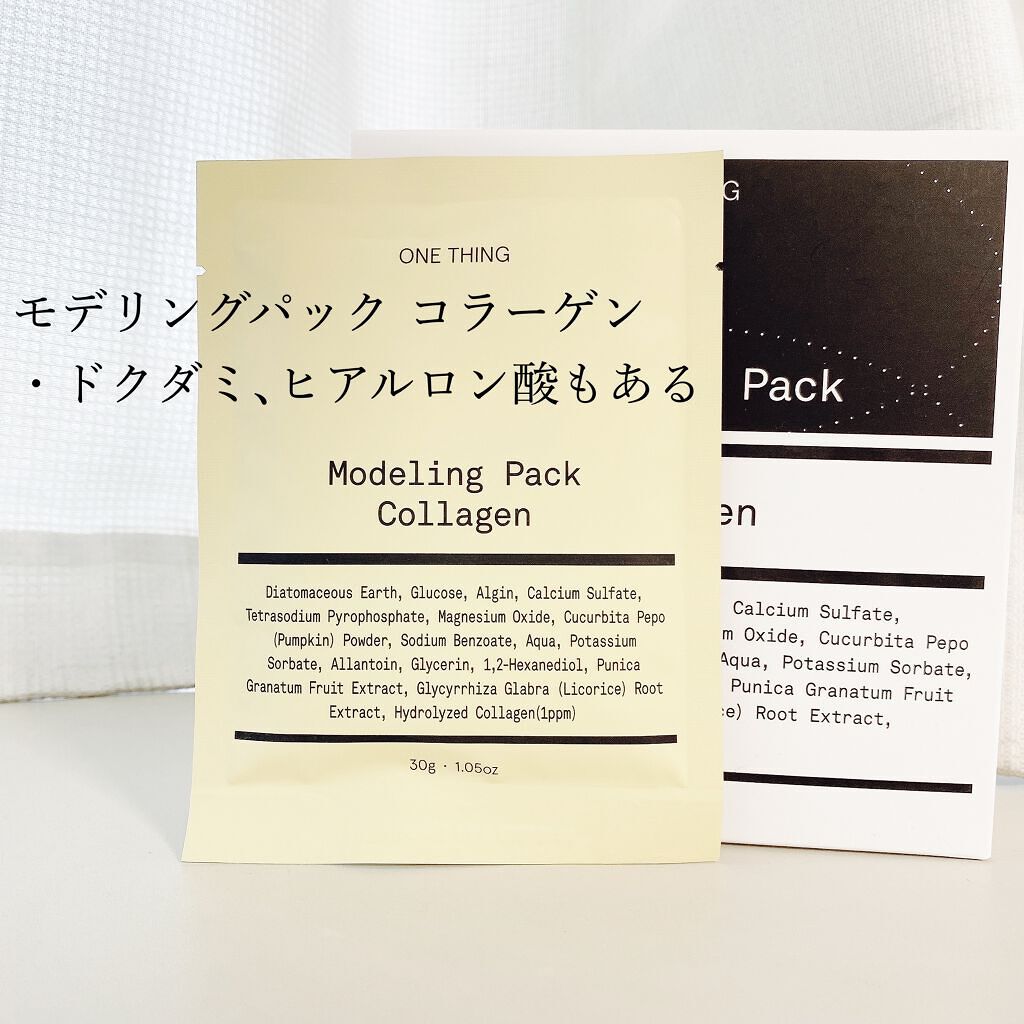 ONE THING
モデリングパック コラーゲン
・ドクダミ、ヒアルロン酸もある
Modeling Pack
Collagen
Diatomaceous Earth, Glucose, Algin, Calcium Sulfate,
Tetrasodium Pyrophosphate, Magnesium Oxide, Cucurbita Pepo
(Pumpkin) Powder, Sodium Benzoate, Aqua, Potassium
Sorbate, Allantoin, Glycerin, 1,2-Hexanediol, Punica
Granatum Fruit Extract, Glycyrrhiza Glabra (Licorice) Root
Extract, Hydrolyzed Collagen(1ppm)
30g · 1.05oz
G
Pack
en
Calcium Sulfate,
m Oxide, Cucurbita Pepo
Aqua, Potassium Sorbate,
Punica Granatum Fruit
ce) Root Extract,